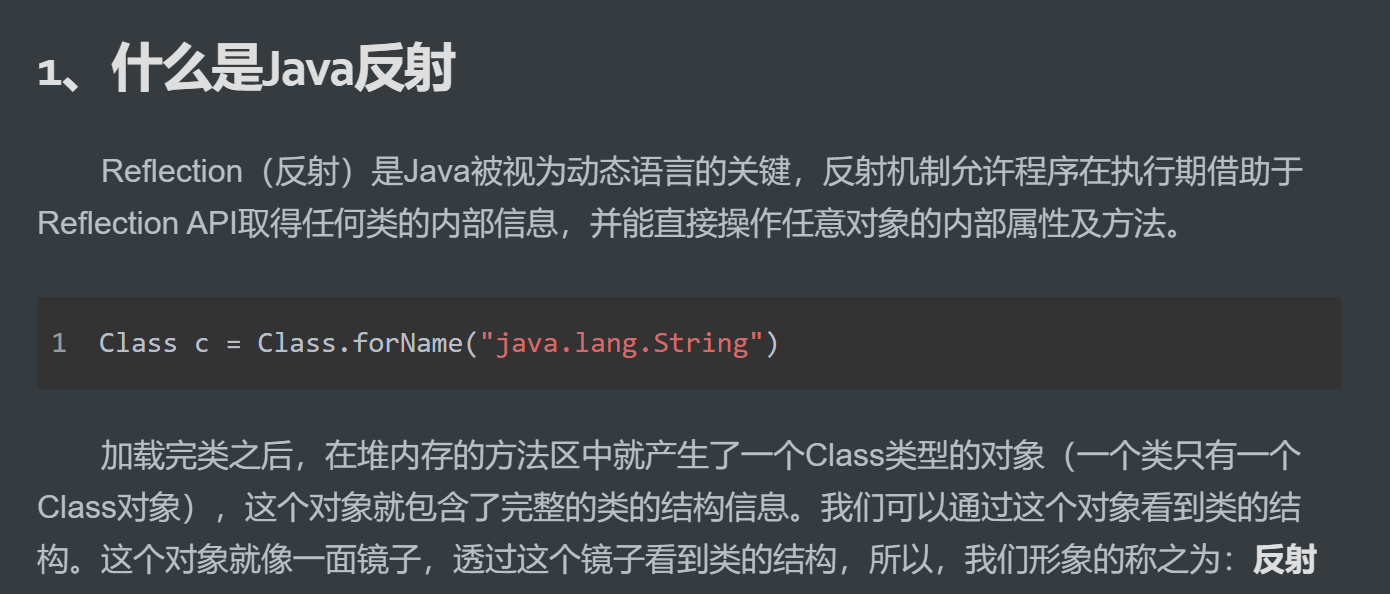 1、什么是Java反射
Reflection（反射）是Java被视为动态语言的关键，反射机制允许程序在执行期借助于
Reflection API取得任何类的内部信息，并能直接操作任意对象的内部属性及方法。
1 Class c = Class.forName("java.lang.String")
加载完类之后，在堆内存的方法区中就产生了一个Class类型的对象（一个类只有一个
Class对象），这个对象就包含了完整的类的结构信息。我们可以通过这个对象看到类的结
构。这个对象就像一面镜子，透过这个镜子看到类的结构，所以，我们形象的称之为：反射